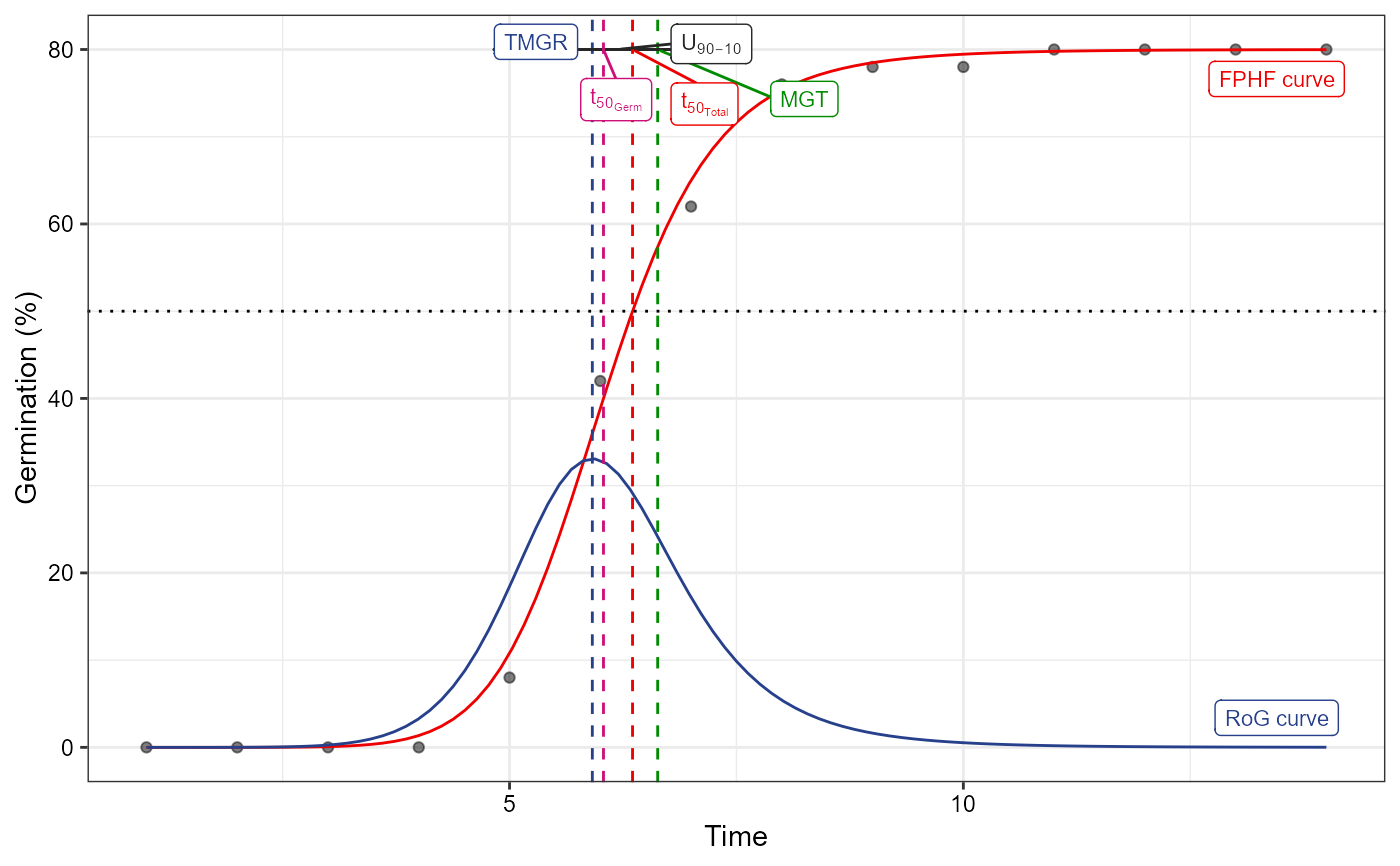 TMGR
U90−10
t50Germ
t50Total
MGT
FPHF curve
RoG curve
80
60
40
20
0
Germination (%)
5
10
Time